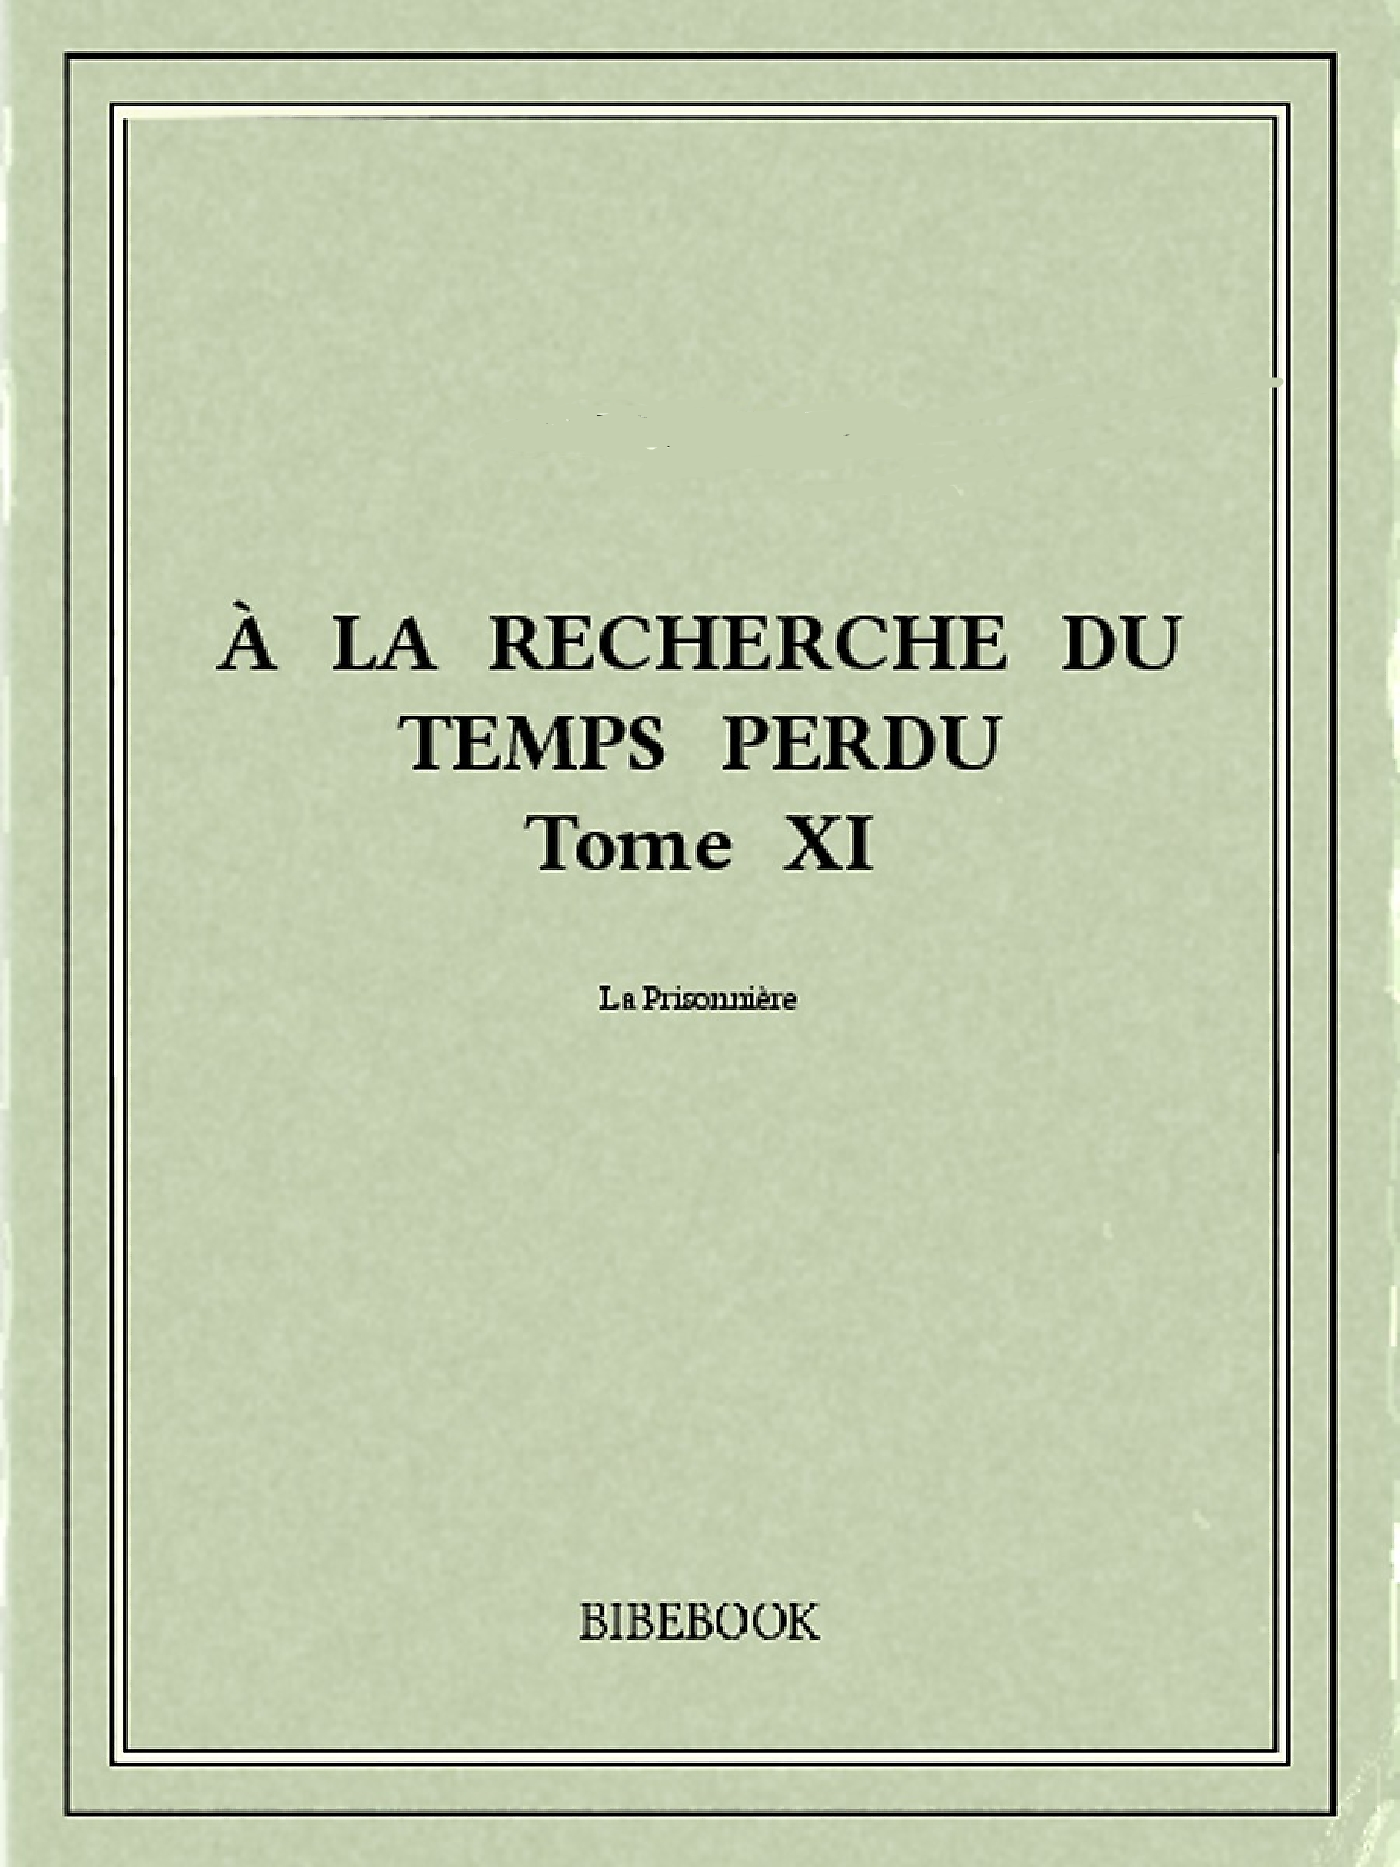 À LA RECHERCHE DU
TEMPS PERDU
Tome XI
La Prisonnière
BIBEBOOK